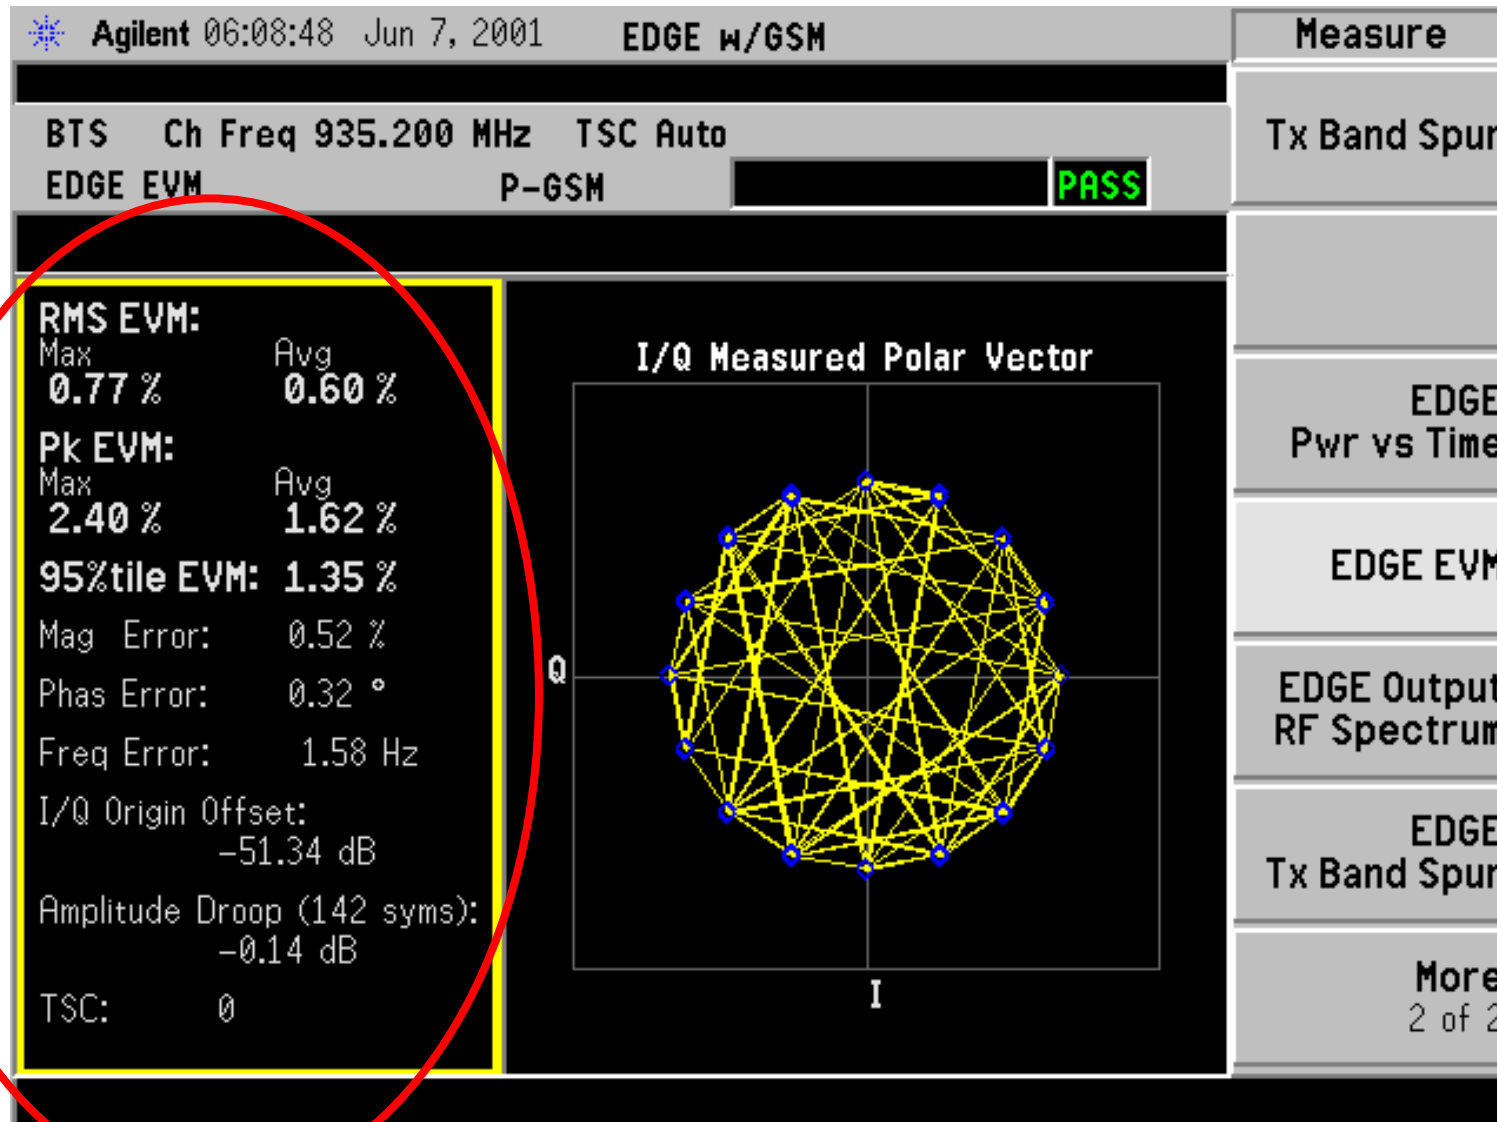 Agilent 06:08:48 Jun 7, 2001 EDGE w/GSM
Measure
BTS Ch Freq 935.200 MHz TSC Auto
EDGE EVM P-GSM PASS
RMS EVM:
Max Avg
0.77 % 0.60 %
Pk EVM:
Max Avg
2.40 % 1.62 %
95%tile EVM: 1.35 %
Mag Error: 0.52 %
Phas Error: 0.32 °
Freq Error: 1.58 Hz
I/Q Origin Offset:
-51.34 dB
Amplitude Droop (142 syms):
-0.14 dB
TSC: 0
I/Q Measured Polar Vector
Q
I
Tx Band Spur
EDGE
Pwr vs Time
EDGE EVM
EDGE Output
RF Spectrum
EDGE
Tx Band Spur
More
2 of 2